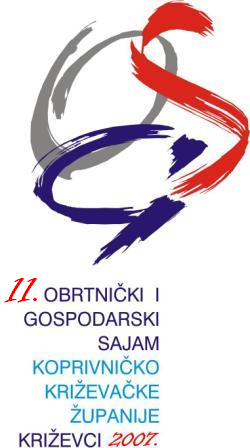 11. OBRTNIČKI I
GOSPODARSKI
SAJAM
KOPRIVNIČKO
KRIŽEVAČKE
ŽUPANIJE
KRIŽEVCI 2007.